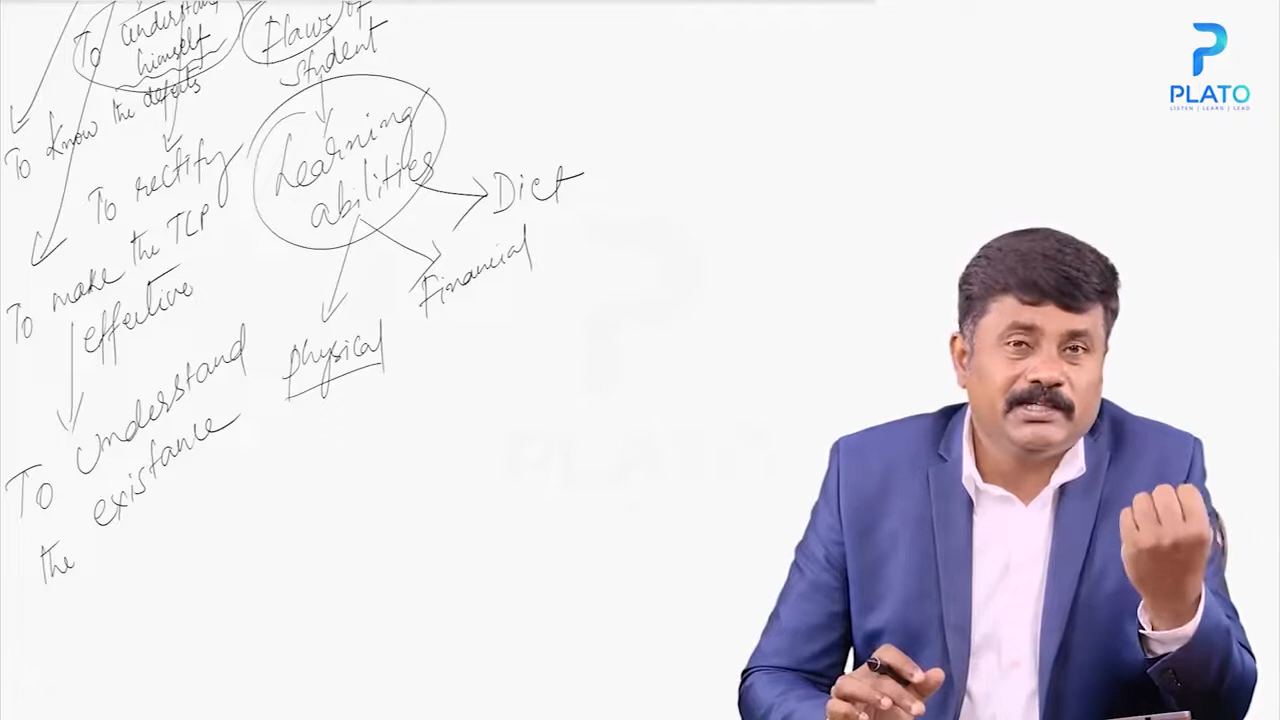 To understand
himself
Flaws of
student
To know the defects
To rectify
Learning
abilities
Diet
To make the TLP
effective
Financial
Physical
To understand
the existance
PLATO
LISTEN | LEARN | LEAD
PLATO